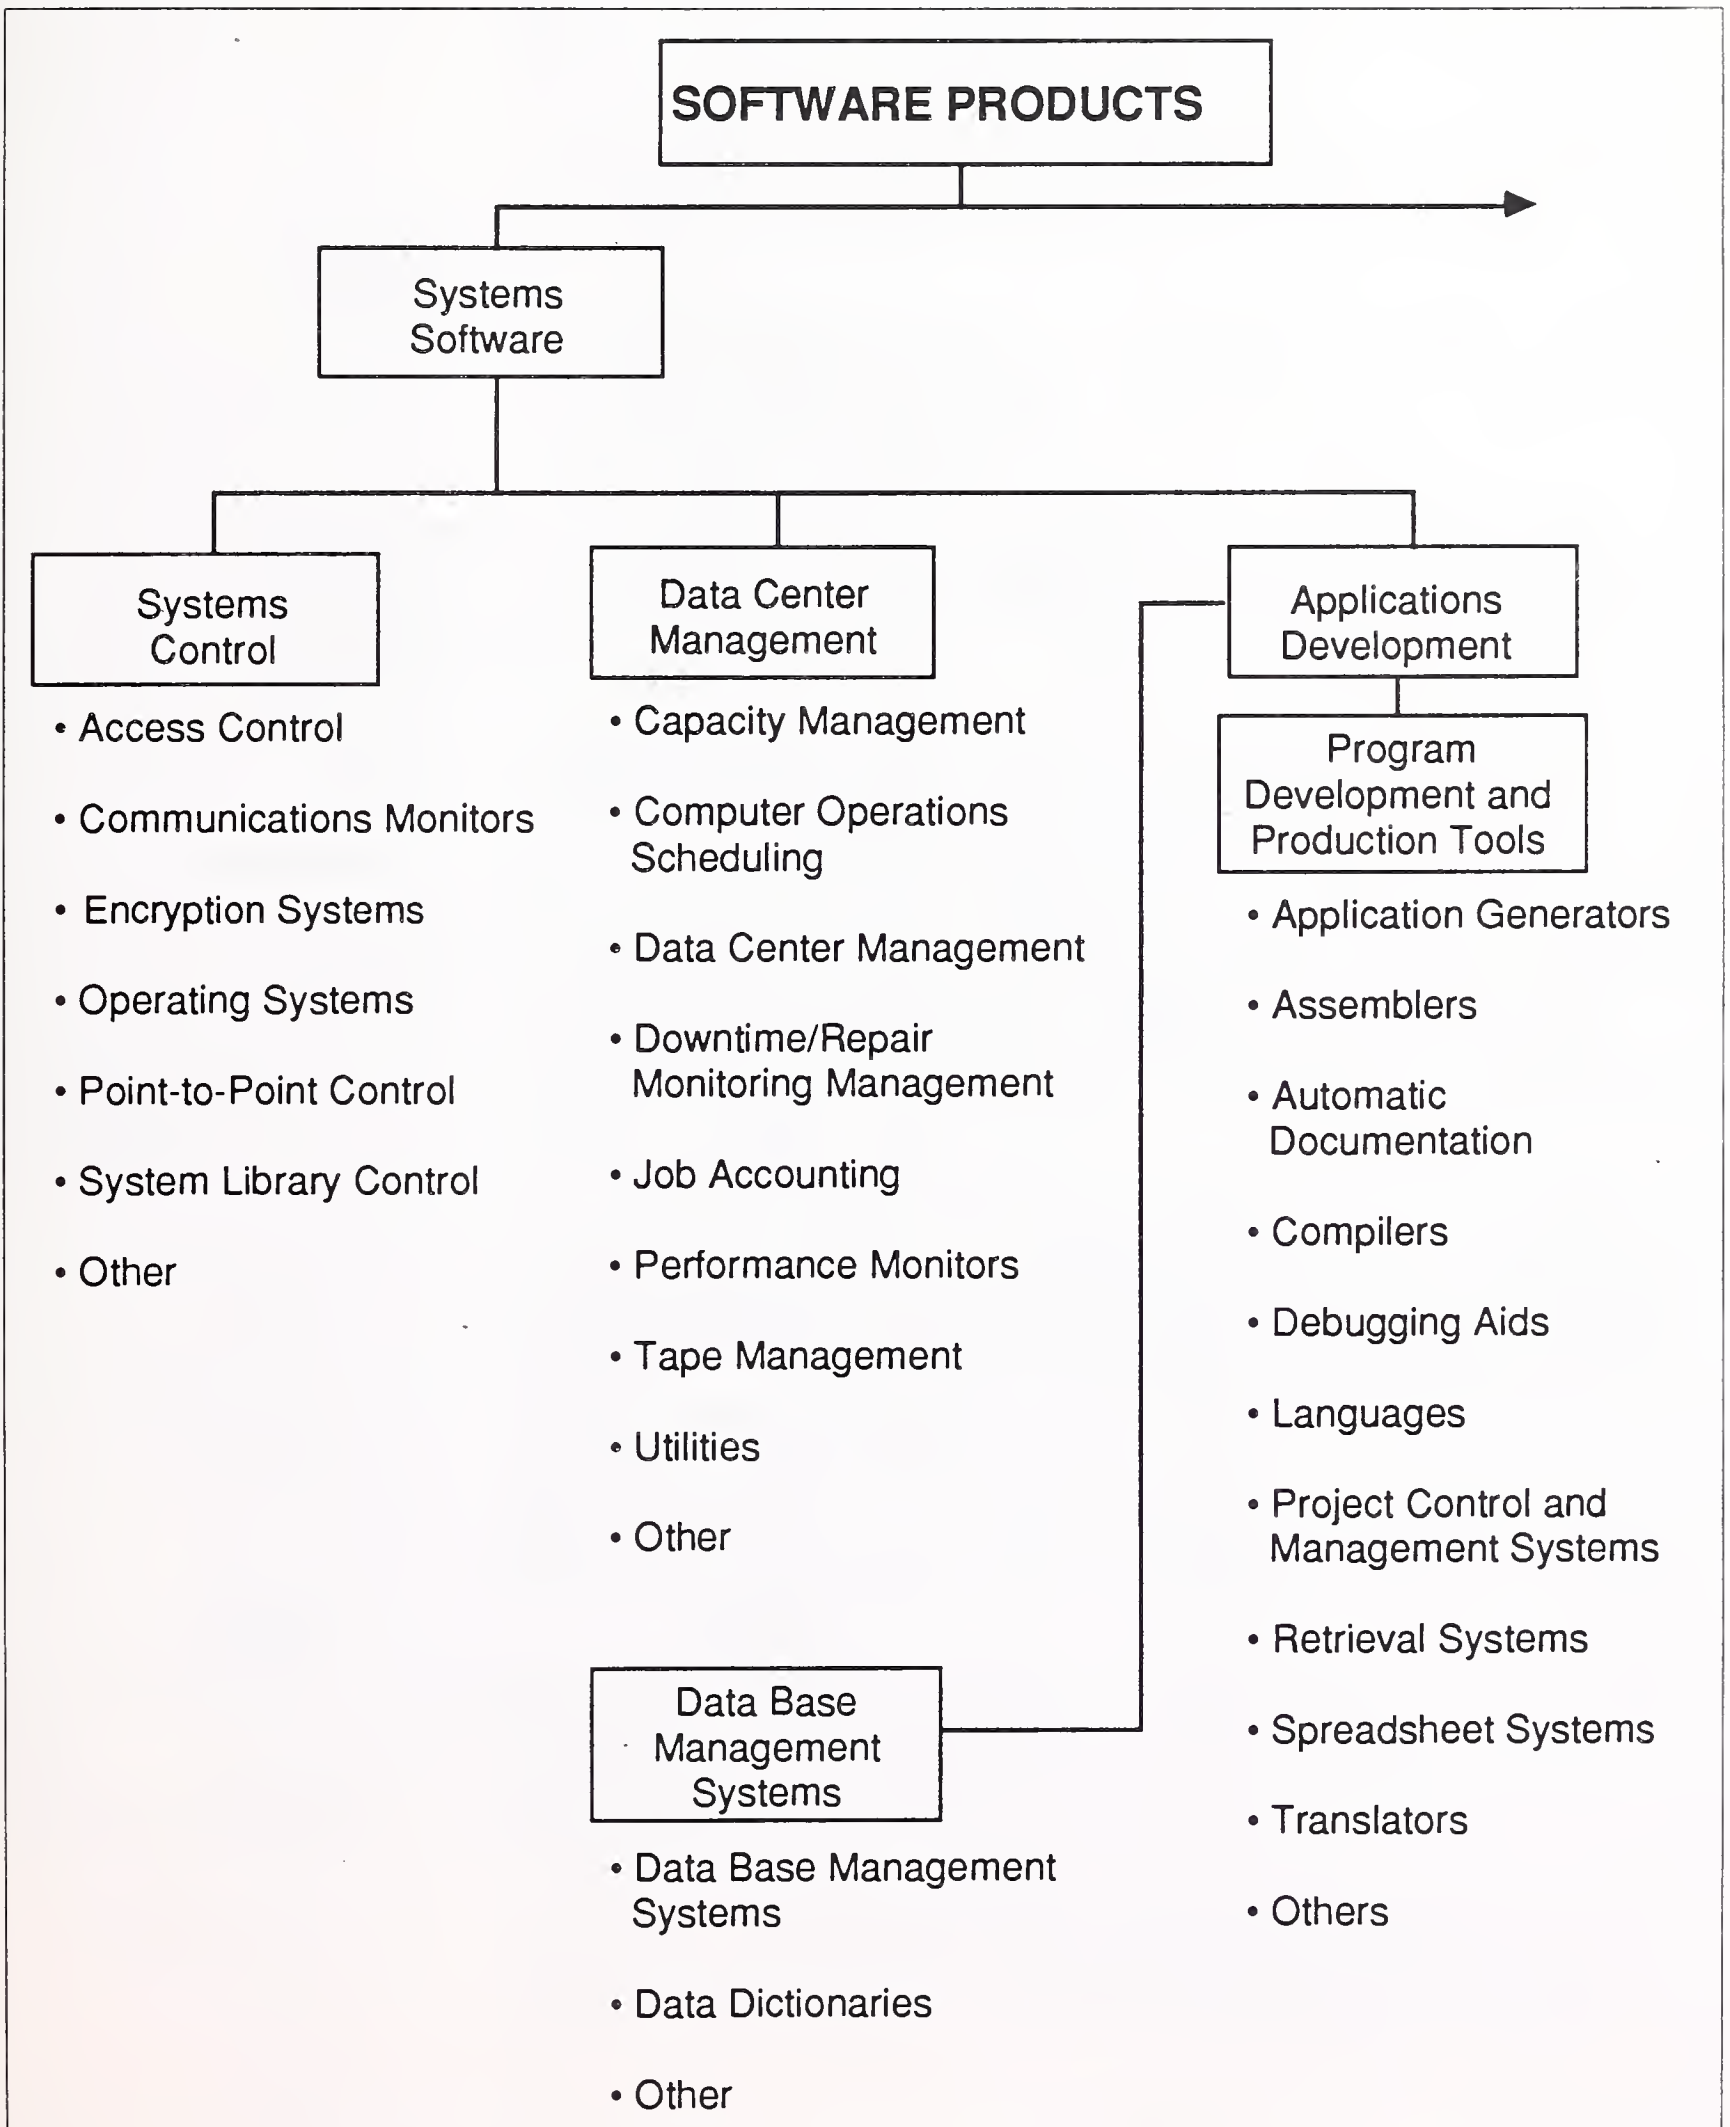 SOFTWARE PRODUCTS
Systems
Software
Systems
Control
• Access Control
• Communications Monitors
• Encryption Systems
• Operating Systems
• Point-to-Point Control
• System Library Control
• Other
Data Center
Management
• Capacity Management
• Computer Operations
Scheduling
• Data Center Management
• Downtime/Repair
Monitoring Management
• Job Accounting
• Performance Monitors
• Tape Management
• Utilities
• Other
Applications
Development
Program
Development and
Production Tools
• Application Generators
• Assemblers
• Automatic
Documentation
• Compilers
• Debugging Aids
• Languages
• Project Control and
Management Systems
• Retrieval Systems
• Spreadsheet Systems
• Translators
• Others
Data Base
Management
Systems
• Data Base Management
Systems
• Data Dictionaries
• Other